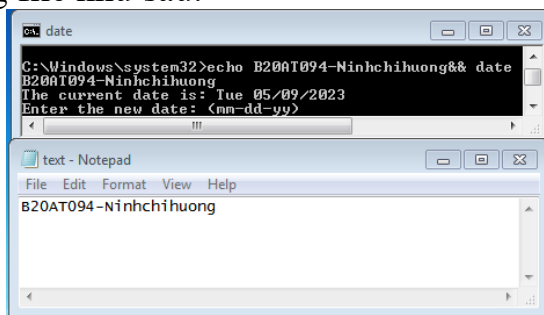 date
C:\Windows\system32>echo B20AT094-Ninhchihuong&& date
B20AT094-Ninhchihuong
The current date is: Tue 05/09/2023
Enter the new date: (mm-dd-yy)
text - Notepad
File Edit Format View Help
B20AT094-Ninhchihuong